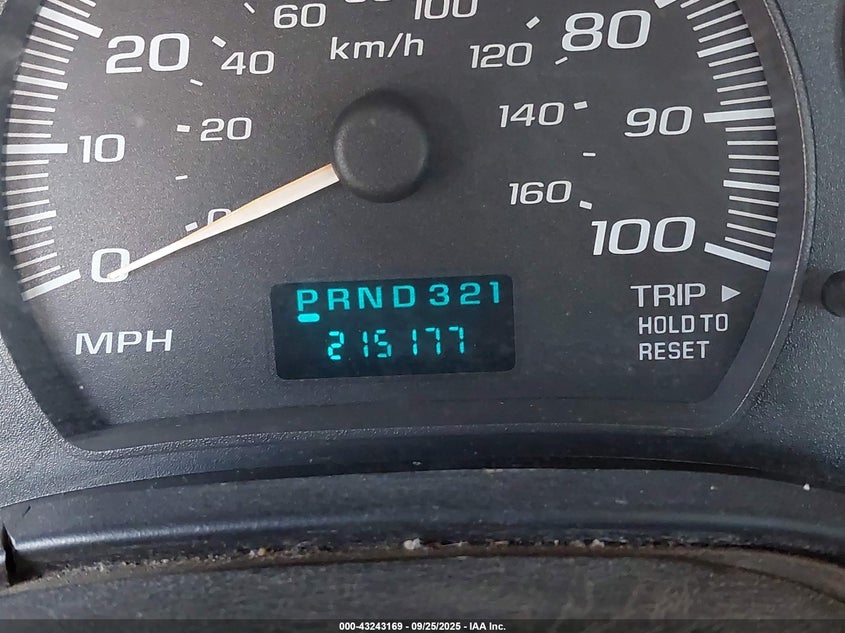 60 100
20 40 km/h 120 80
10 20 140 90
0 0 160 100
PRND321
215177
MPH
TRIP ►
HOLD TO
RESET
000-43243169 - 09/25/2025 - IAA Inc.